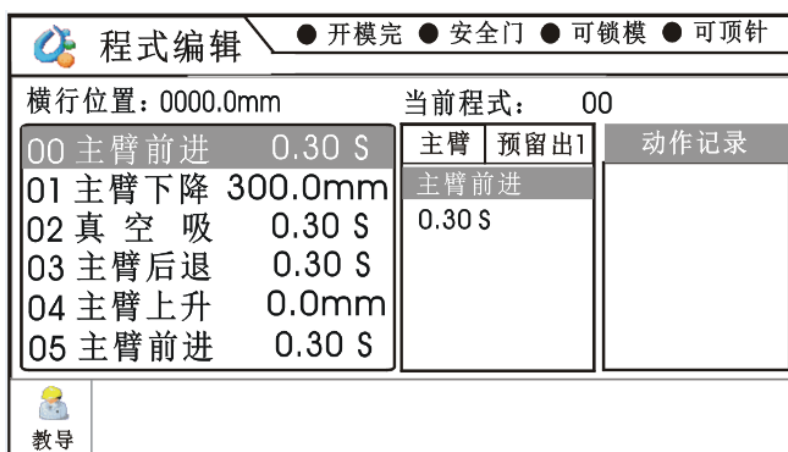 程式编辑 ● 开模完 ● 安全门 ● 可锁模 ● 可顶针
横行位置：0000.0mm 当前程式： 00
00 主臂前进 0.30 S
01 主臂下降 300.0mm
02 真 空 吸 0.30 S
03 主臂后退 0.30 S
04 主臂上升 0.0mm
05 主臂前进 0.30 S
主臂 预留出1
主臂前进
0.30 S
动作记录
教导